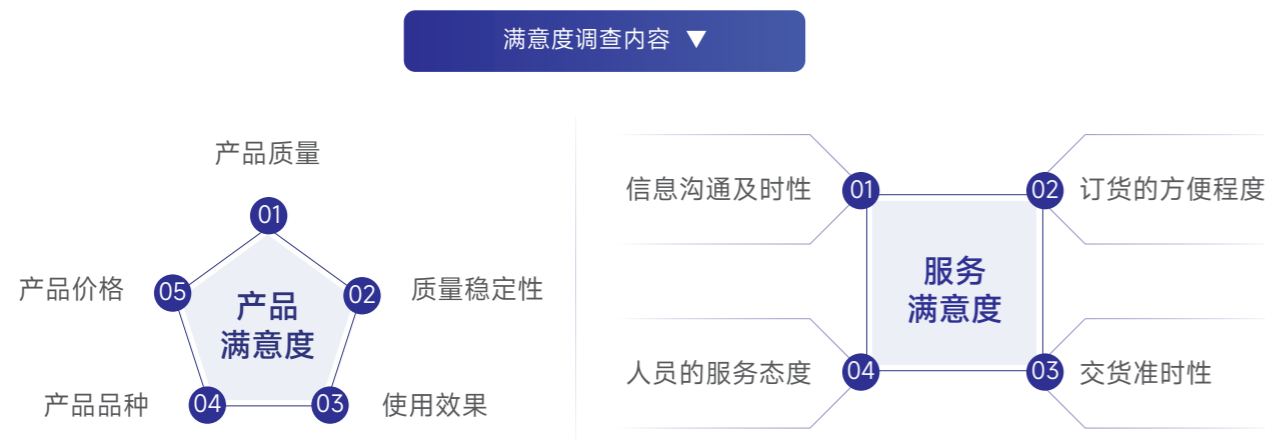 满意度调查内容 ▼
产品质量
01
产品价格
05
02
质量稳定性
产品
满意度
产品品种
04
03
使用效果
信息沟通及时性
01
02
订货的方便程度
服务
满意度
人员的服务态度
04
03
交货准时性